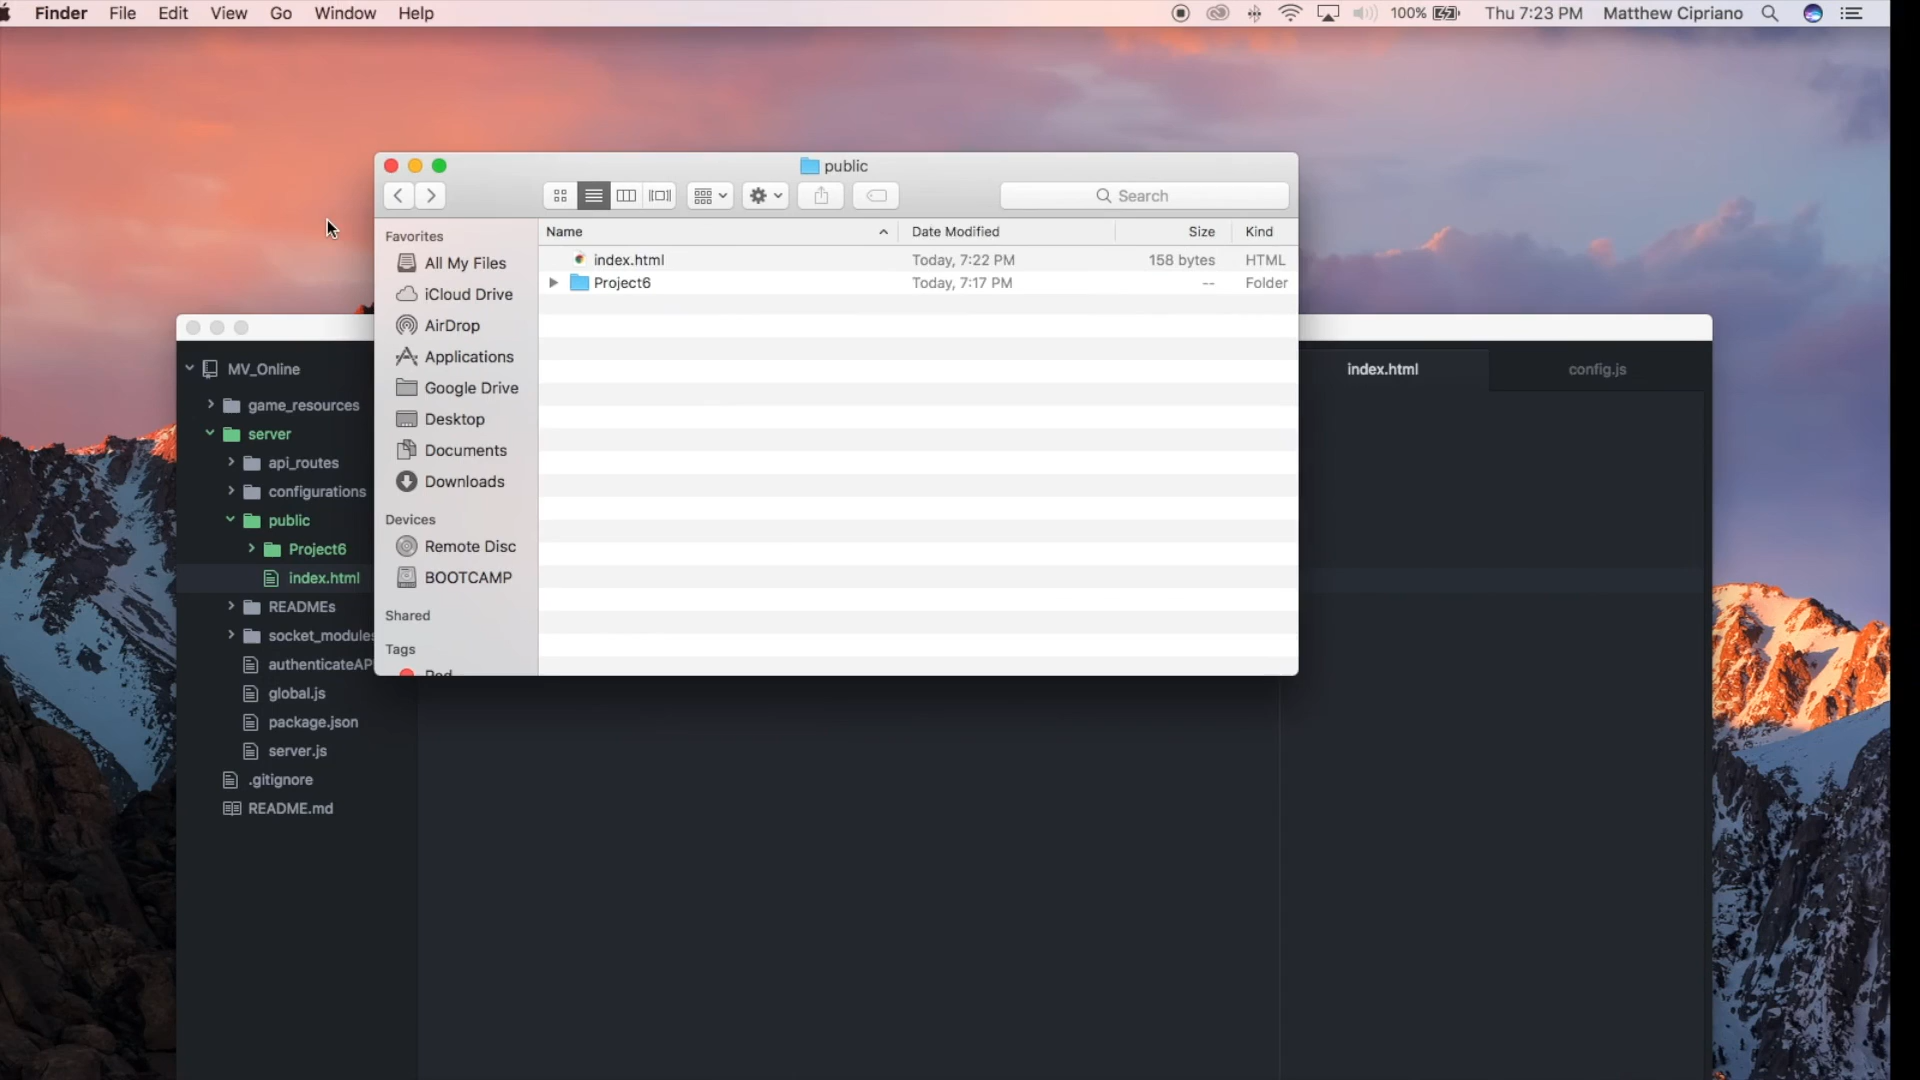 Finder File Edit View Go Window Help 100% Thu 7:23 PM Matthew Cipriano
public
Search
Favorites
All My Files
iCloud Drive
AirDrop
Applications
Google Drive
Desktop
Documents
Downloads
Devices
Remote Disc
BOOTCAMP
Shared
Tags
Red
Name Date Modified Size Kind
index.html Today, 7:22 PM 158 bytes HTML
Project6 Today, 7:17 PM -- Folder
MV_Online
game_resources
server
api_routes
configurations
public
Project6
index.html
READMEs
socket_modules
authenticateAP
global.js
package.json
server.js
.gitignore
README.md
index.html config.js